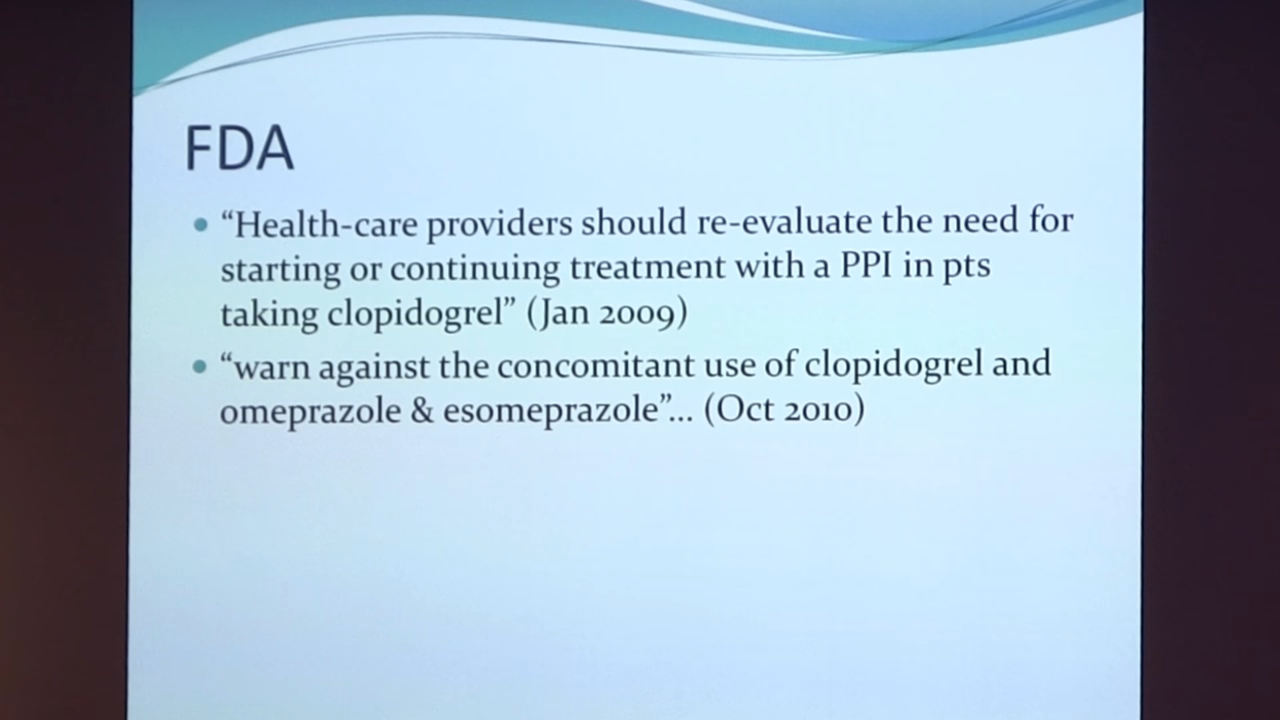 FDA
• “Health-care providers should re-evaluate the need for
starting or continuing treatment with a PPI in pts
taking clopidogrel” (Jan 2009)
• “warn against the concomitant use of clopidogrel and
omeprazole & esomeprazole”... (Oct 2010)